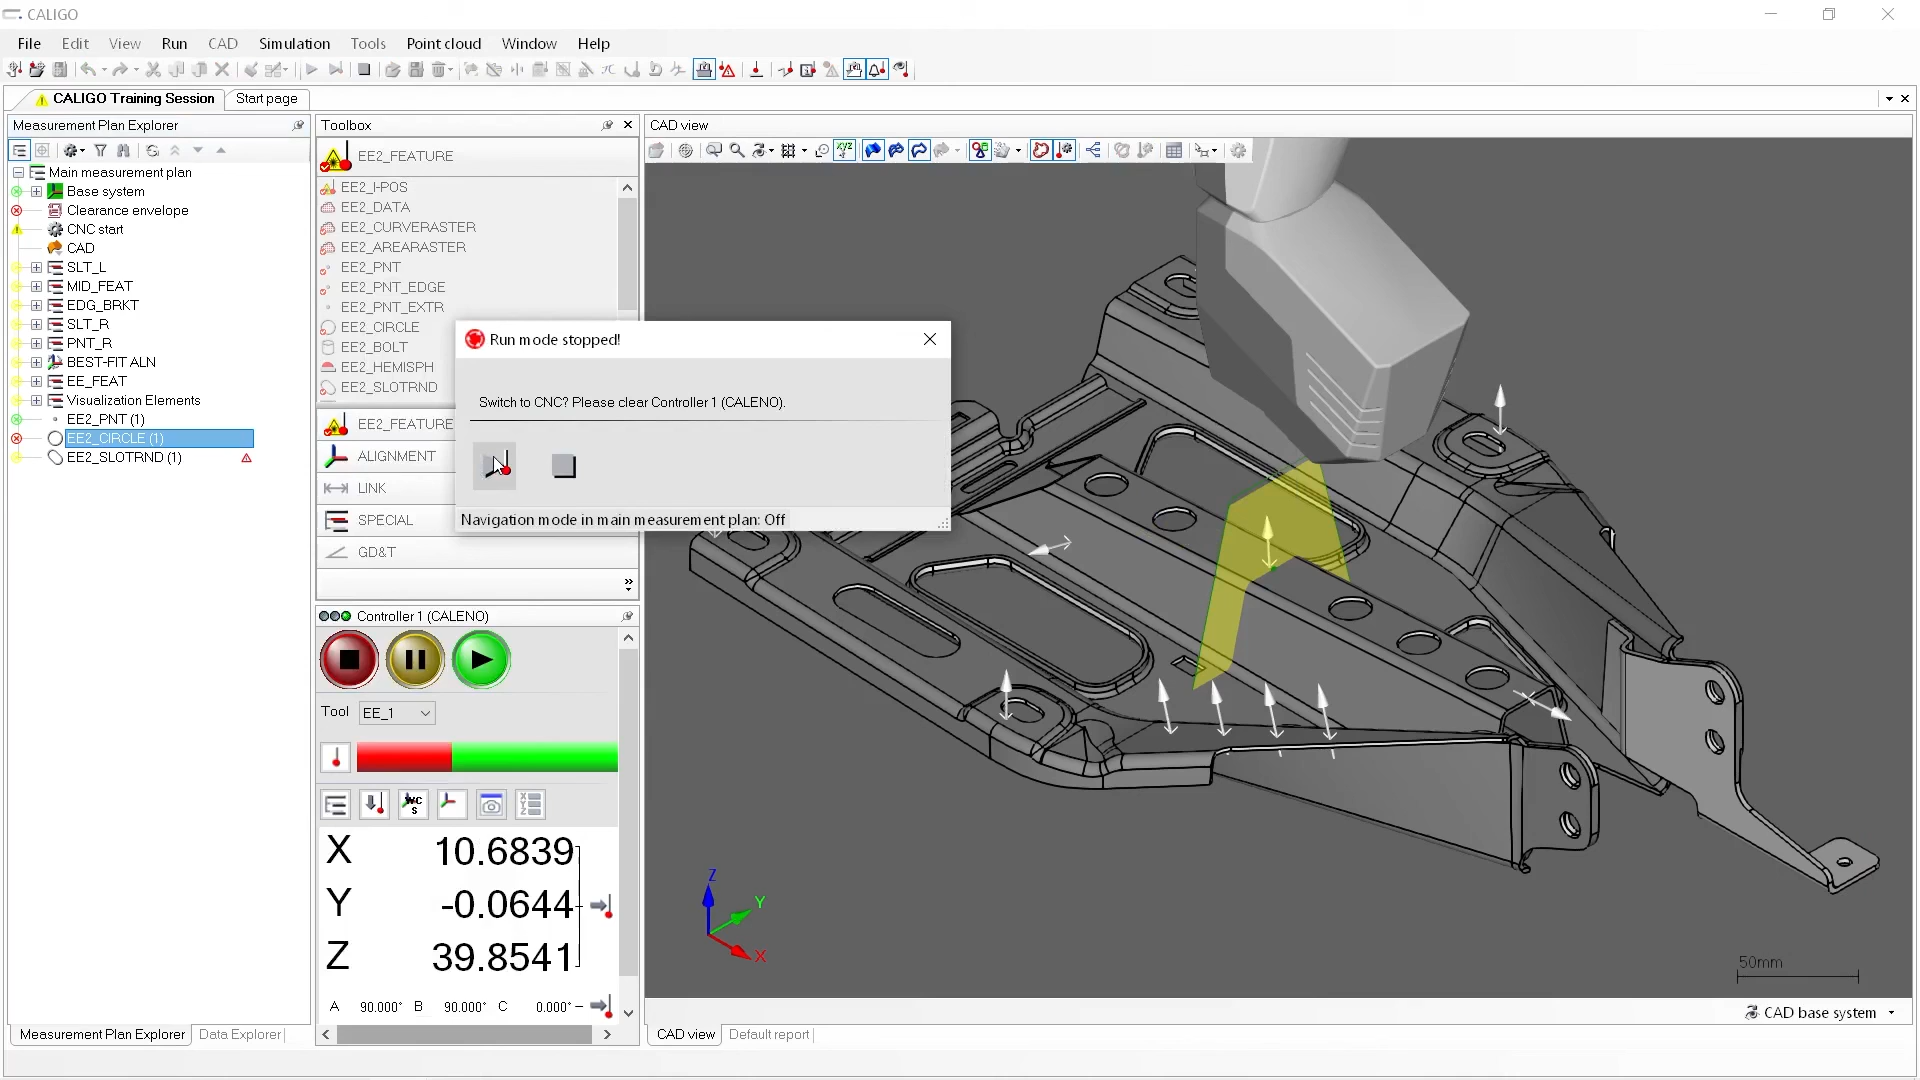 CALIGO
File Edit View Run CAD Simulation Tools Point cloud Window Help
CALIGO Training Session Start page
Measurement Plan Explorer
Main measurement plan
Base system
Clearance envelope
CNC start
CAD
SLT_L
MID_FEAT
EDG_BRKT
SLT_R
PNT_R
BEST-FIT ALN
EE_FEAT
Visualization Elements
EE2_PNT (1)
EE2_CIRCLE (1)
EE2_SLOTRND (1)
Measurement Plan Explorer Data Explorer
Toolbox
EE2_FEATURE
EE2_I-POS
EE2_DATA
EE2_CURVERASTER
EE2_AREARASTER
EE2_PNT
EE2_PNT_EDGE
EE2_PNT_EXTR
EE2_CIRCLE
EE2_BOLT
EE2_HEMISPH
EE2_SLOTRND
EE2_FEATURE
ALIGNMENT
LINK
SPECIAL
GD&T
Run mode stopped!
Switch to CNC? Please clear Controller 1 (CALENO).
Navigation mode in main measurement plan: Off
Controller 1 (CALENO)
Tool EE_1
WC
S
X 10.6839
Y -0.0644
Z 39.8541
A 90.000° B 90.000° C 0.000°
CAD view
xyz
Z
Y
X
50mm
CAD base system
CAD view Default report